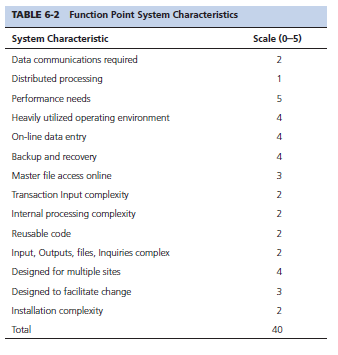 TABLE 6-2 Function Point System Characteristics
System Characteristic Scale (0–5)
Data communications required 2
Distributed processing 1
Performance needs 5
Heavily utilized operating environment 4
On-line data entry 4
Backup and recovery 4
Master file access online 3
Transaction Input complexity 2
Internal processing complexity 2
Reusable code 2
Input, Outputs, files, Inquiries complex 2
Designed for multiple sites 4
Designed to facilitate change 3
Installation complexity 2
Total 40